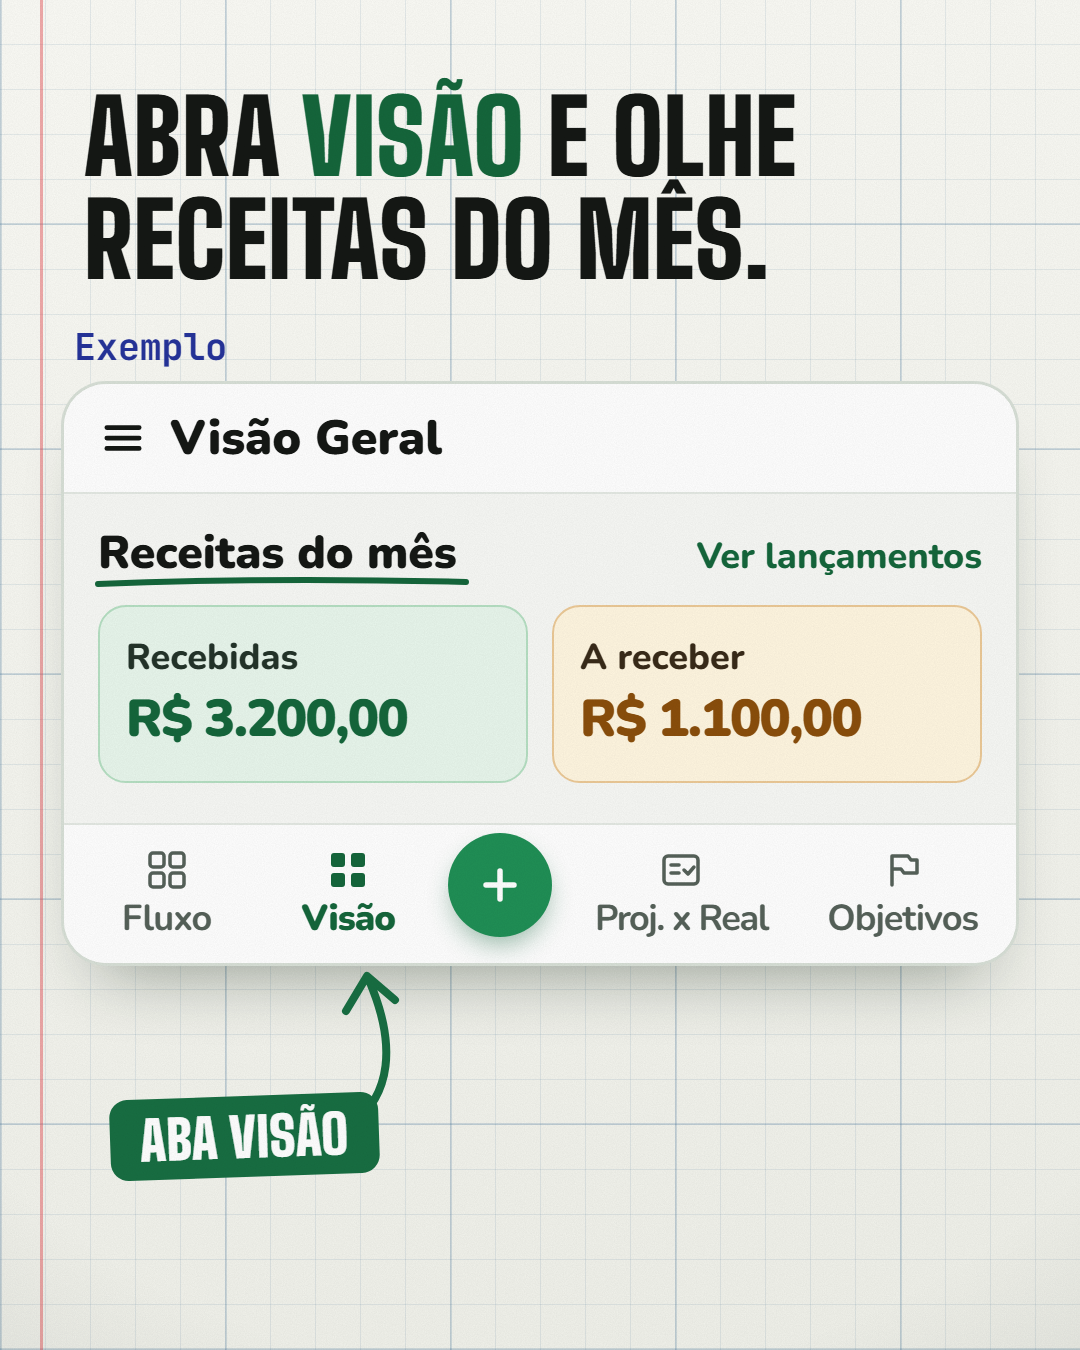 ABRA VISÃO E OLHE
RECEITAS DO MÊS.
Exemplo
Visão Geral
Receitas do mês
Ver lançamentos
Recebidas
R$ 3.200,00
A receber
R$ 1.100,00
Fluxo
Visão
+
Proj. x Real
Objetivos
ABA VISÃO